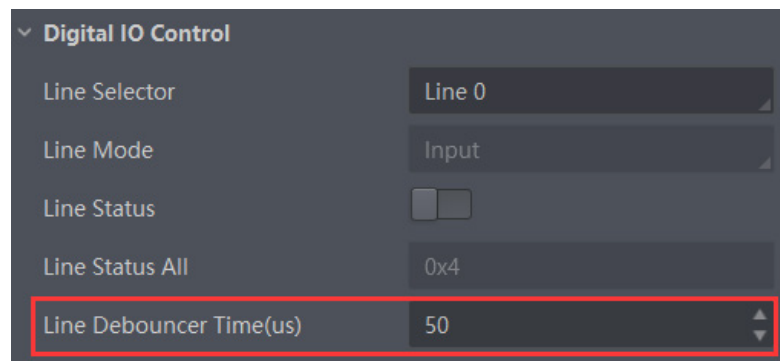 Digital IO Control
Line Selector Line 0
Line Mode Input
Line Status
Line Status All 0x4
Line Debouncer Time(us) 50